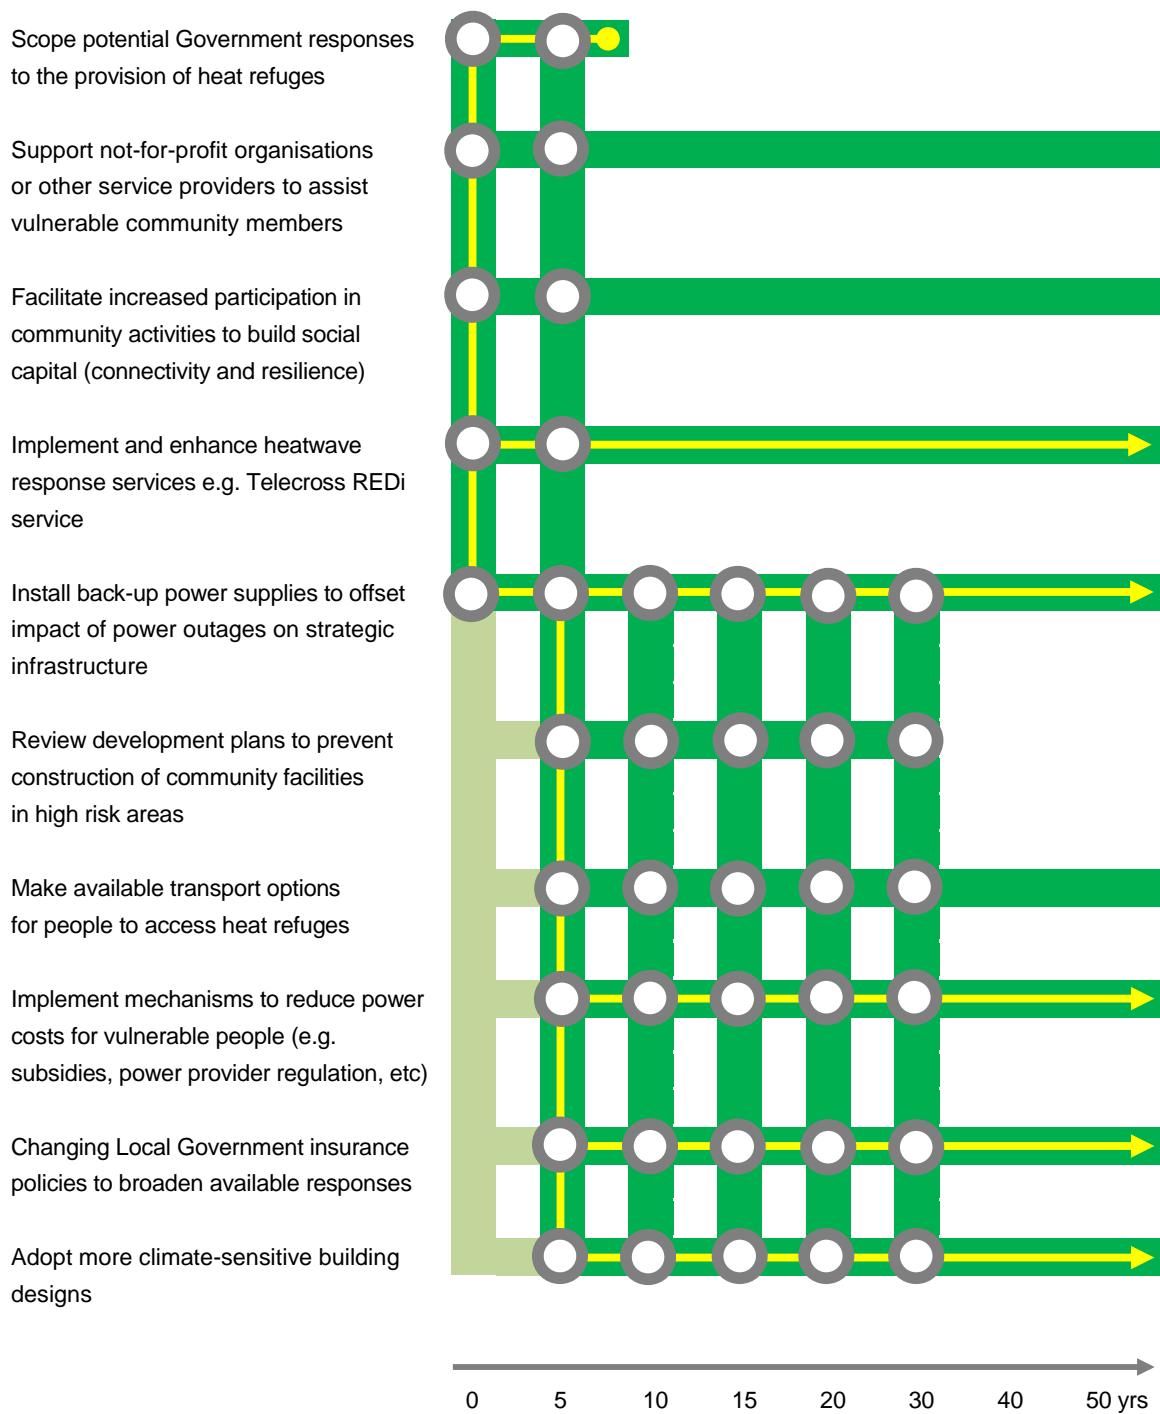 Scope potential Government responses
to the provision of heat refuges
Support not-for-profit organisations
or other service providers to assist
vulnerable community members
Facilitate increased participation in
community activities to build social
capital (connectivity and resilience)
Implement and enhance heatwave
response services e.g. Telecross REDi
service
Install back-up power supplies to offset
impact of power outages on strategic
infrastructure
Review development plans to prevent
construction of community facilities
in high risk areas
Make available transport options
for people to access heat refuges
Implement mechanisms to reduce power
costs for vulnerable people (e.g.
subsidies, power provider regulation, etc)
Changing Local Government insurance
policies to broaden available responses
Adopt more climate-sensitive building
designs
0 5 10 15 20 30 40 50 yrs